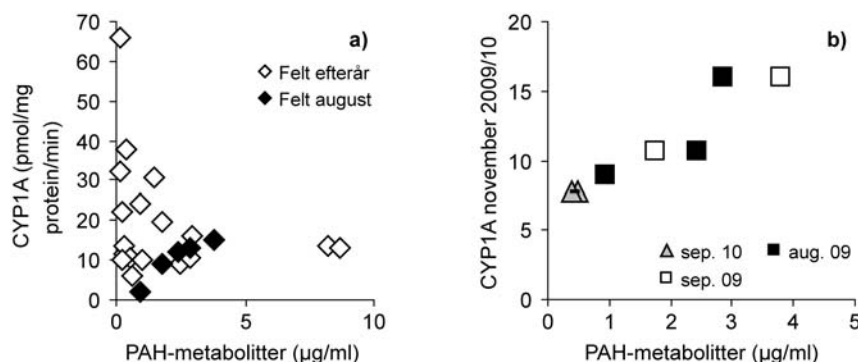 a)
70
60
50
40
30
20
10
0
0
5
10
CYP1A (pmol/mg
protein/min)
PAH-metabolitter (µg/ml)
Felt efterår
Felt august
b)
20
15
10
5
0
0
1
2
3
4
5
CYP1A november 2009/10
PAH-metabolitter (µg/ml)
sep. 10
aug. 09
sep. 09